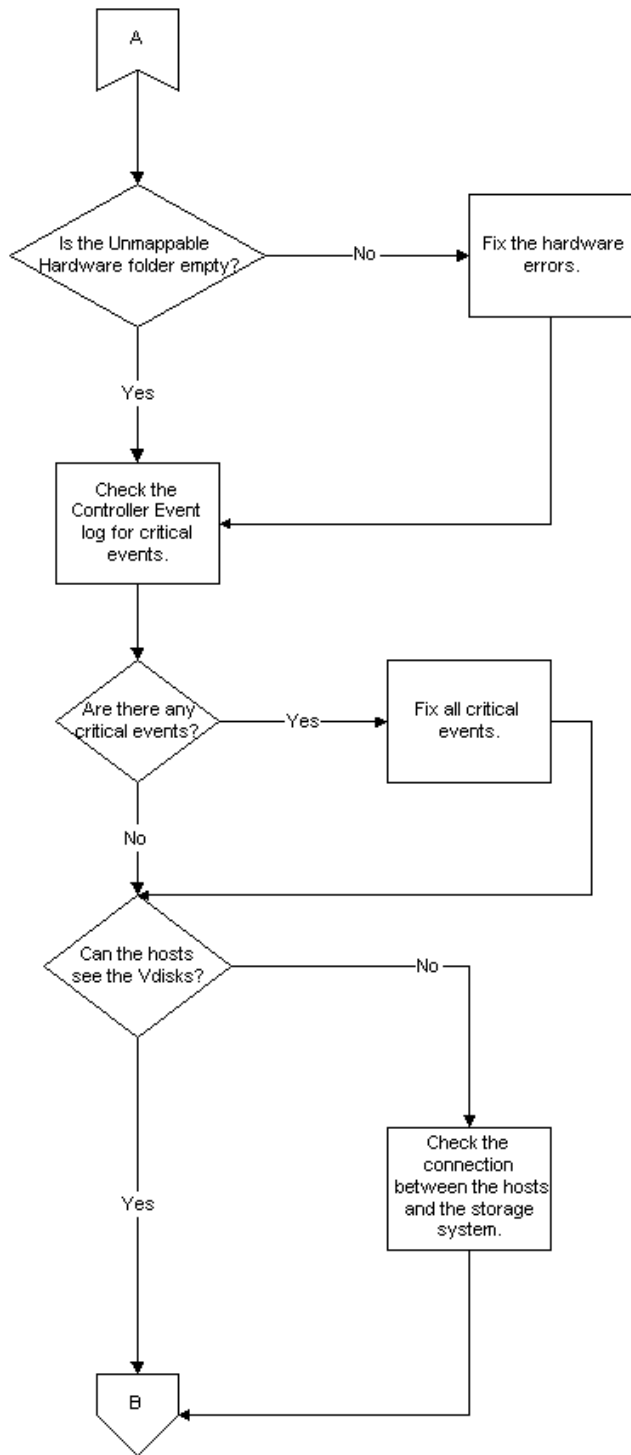 A
Is the Unmappable
Hardware folder empty?
No
Fix the hardware
errors.
Yes
Check the
Controller Event
log for critical
events.
Are there any
critical events?
Yes
Fix all critical
events.
No
Can the hosts
see the Vdisks?
No
Check the
connection
between the hosts
and the storage
system.
Yes
B